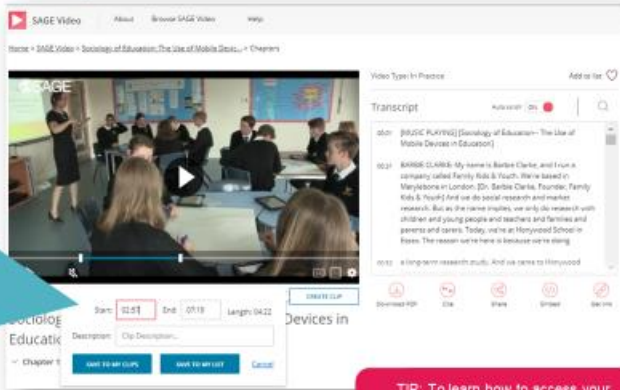 SAGE Video About Browse SAGE Video Help
Home > SAGE Video > Sociology of Education: The Use of Mobile Devic... > Chapters
SAGE
Video Type: In Practice Add to list
Transcript Autoscroll ON
00:01 [MUSIC PLAYING] [Sociology of Education-- The Use of
Mobile Devices in Education]
00:21 BARBIE CLARKE: My name is Barbie Clarke, and I run a
company called Family Kids & Youth. We're based in
Marylebone in London. [Dr. Barbie Clarke, Founder, Family
Kids & Youth] And we do social research and market
research. But as the name implies, we only do research with
children and young people and teachers and families and
parents and carers. Today, we're at Honywood School in
Essex. The reason we're here is because we're doing
a long-term research study. And we came to Honywood
Download PDF Cite Share Embed Get link
CREATE CLIP
Start: 02:57 End: 07:19 Length: 04:22
Description: Clip Description...
SAVE TO MY CLIPS SAVE TO MY LIST Cancel
Devices in
Chapter 1
TIP: To learn how to access your